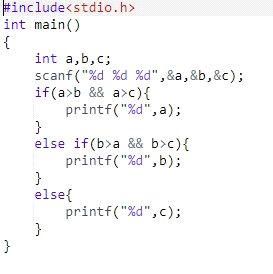 #include<stdio.h>
int main()
{
    int a,b,c;
    scanf("%d %d %d",&a,&b,&c);
    if(a>b && a>c){
        printf("%d",a);
    }
    else if(b>a && b>c){
        printf("%d",b);
    }
    else{
        printf("%d",c);
    }
}